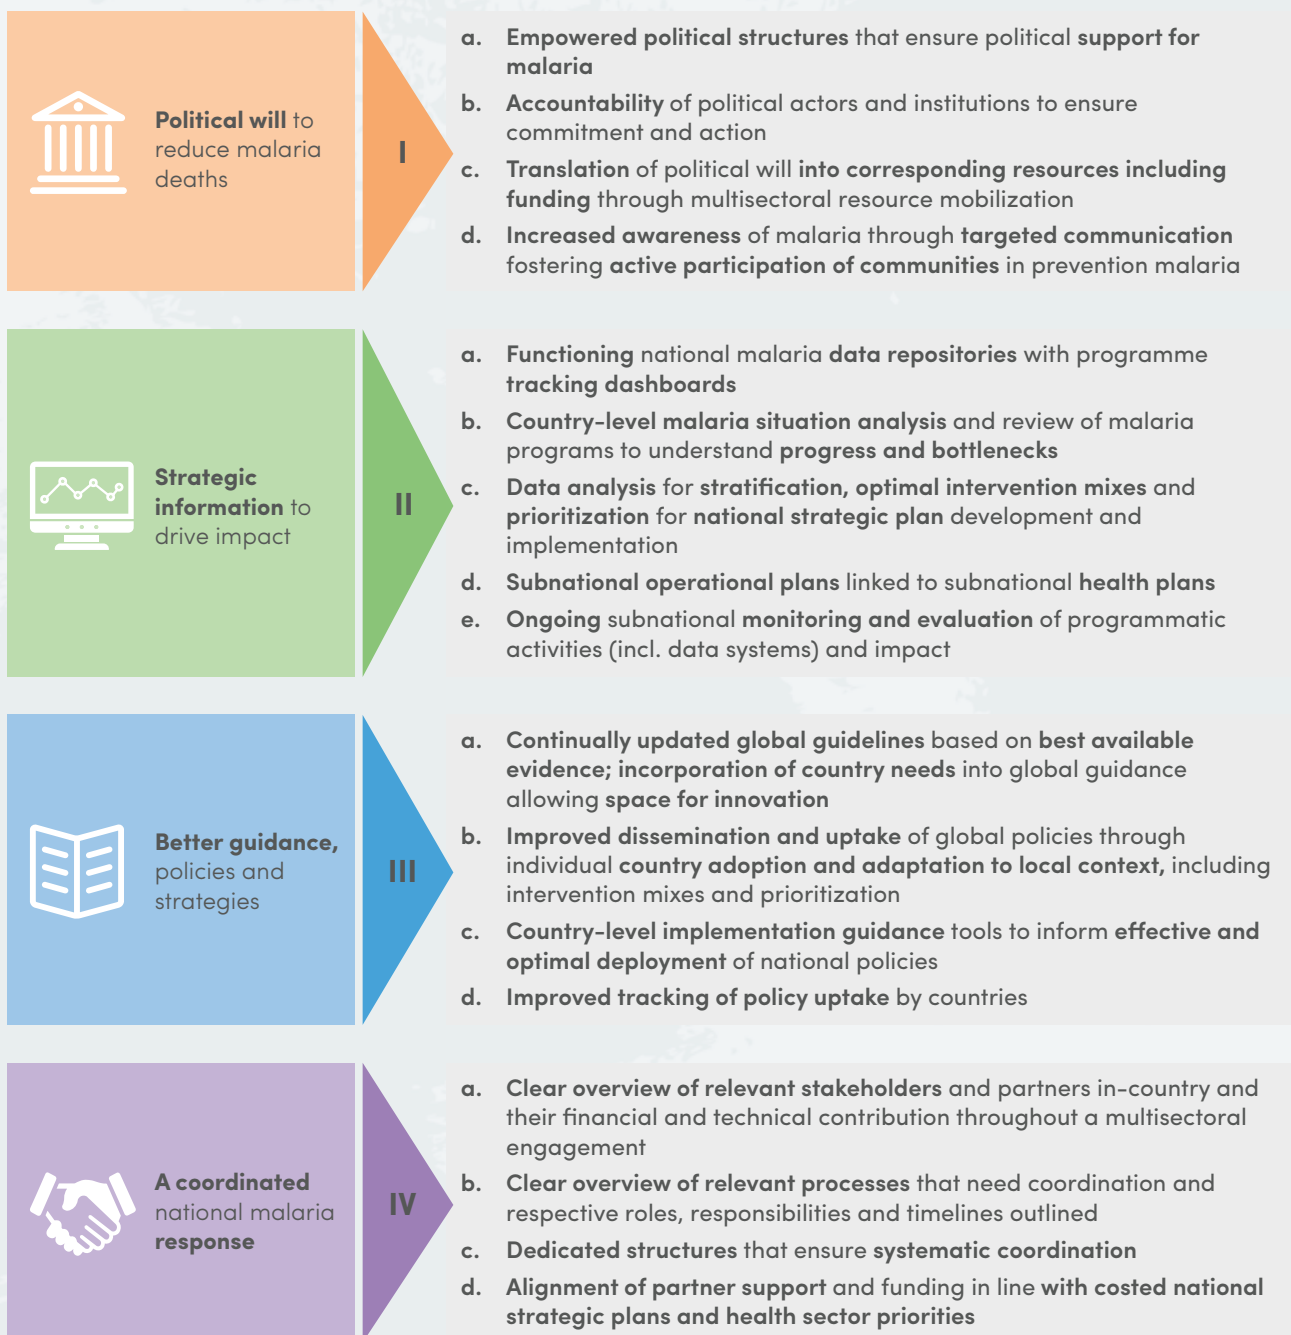 Political will to
reduce malaria
deaths
I
a. Empowered political structures that ensure political support for
malaria
b. Accountability of political actors and institutions to ensure
commitment and action
c. Translation of political will into corresponding resources including
funding through multisectoral resource mobilization
d. Increased awareness of malaria through targeted communication
fostering active participation of communities in prevention malaria
Strategic
information to
drive impact
II
a. Functioning national malaria data repositories with programme
tracking dashboards
b. Country-level malaria situation analysis and review of malaria
programs to understand progress and bottlenecks
c. Data analysis for stratification, optimal intervention mixes and
prioritization for national strategic plan development and
implementation
d. Subnational operational plans linked to subnational health plans
e. Ongoing subnational monitoring and evaluation of programmatic
activities (incl. data systems) and impact
Better guidance,
policies and
strategies
III
a. Continually updated global guidelines based on best available
evidence; incorporation of country needs into global guidance
allowing space for innovation
b. Improved dissemination and uptake of global policies through
individual country adoption and adaptation to local context, including
intervention mixes and prioritization
c. Country-level implementation guidance tools to inform effective and
optimal deployment of national policies
d. Improved tracking of policy uptake by countries
A coordinated
national malaria
response
IV
a. Clear overview of relevant stakeholders and partners in-country and
their financial and technical contribution throughout a multisectoral
engagement
b. Clear overview of relevant processes that need coordination and
respective roles, responsibilities and timelines outlined
c. Dedicated structures that ensure systematic coordination
d. Alignment of partner support and funding in line with costed national
strategic plans and health sector priorities